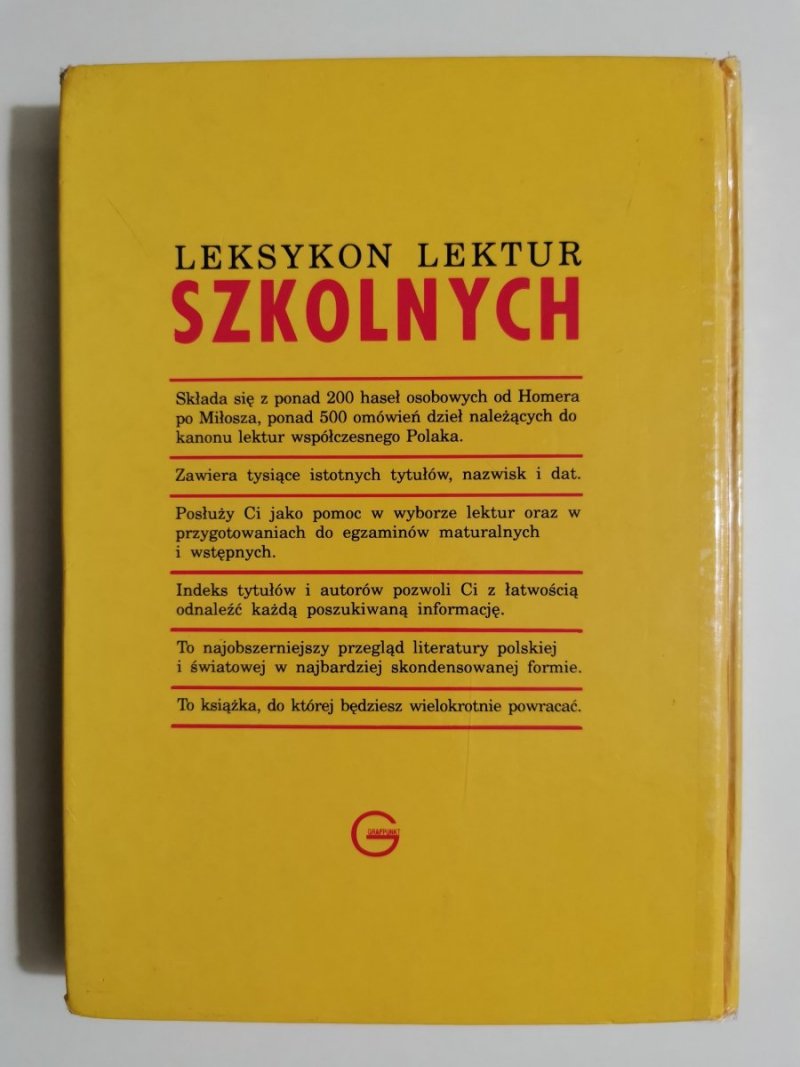 LEKSYKON LEKTUR
SZKOLNYCH
Składa się z ponad 200 haseł osobowych od Homera
po Miłosza, ponad 500 omówień dzieł należących do
kanonu lektur współczesnego Polaka.
Zawiera tysiące istotnych tytułów, nazwisk i dat.
Posłuży Ci jako pomoc w wyborze lektur oraz w
przygotowaniach do egzaminów maturalnych
i wstępnych.
Indeks tytułów i autorów pozwoli Ci z łatwością
odnaleźć każdą poszukiwaną informację.
To najobszerniejszy przegląd literatury polskiej
i światowej w najbardziej skondensowanej formie.
To książka, do której będziesz wielokrotnie powracać.
G
GRAFPUNKT